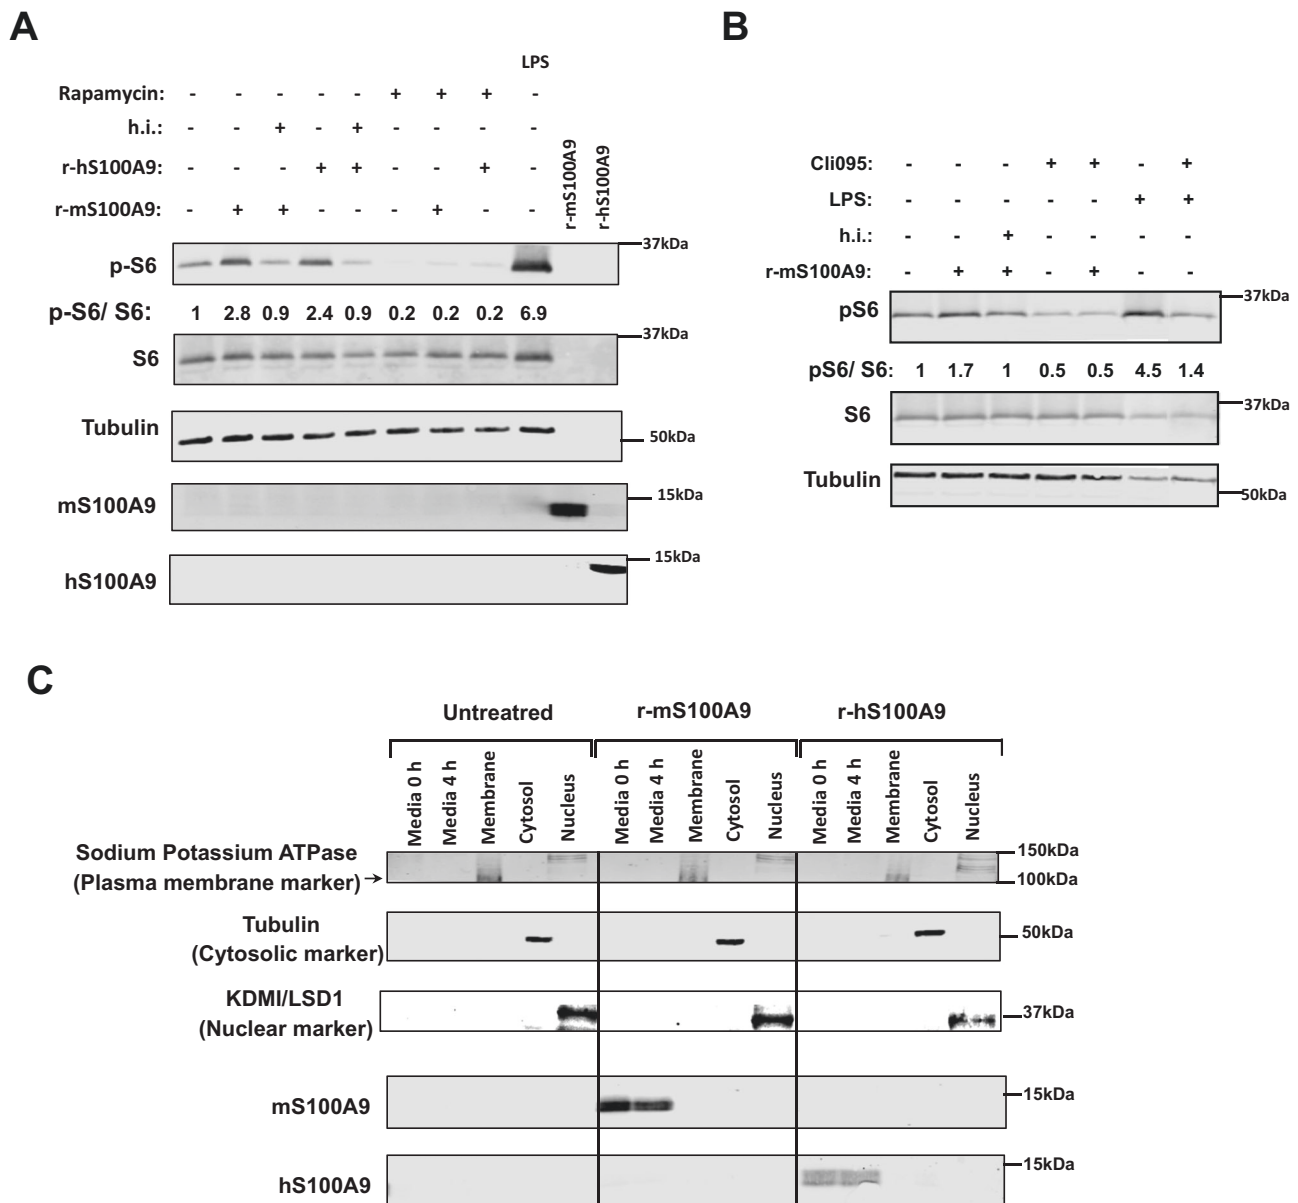 A
LPS
Rapamycin: - - - - - + + + -
h.i.: - - + - + - - - -
r-hS100A9: - - - + + - - + -
r-mS100A9: - + + - - - + - -
r-mS100A9
r-hS100A9
p-S6
37kDa
p-S6/ S6: 1 2.8 0.9 2.4 0.9 0.2 0.2 0.2 6.9
S6
37kDa
Tubulin
50kDa
mS100A9
15kDa
hS100A9
15kDa
B
Cli095: - - - + + - +
LPS: - - - - - + +
h.i.: - - + - - - -
r-mS100A9: - + + - + - -
pS6
37kDa
pS6/ S6: 1 1.7 1 0.5 0.5 4.5 1.4
S6
37kDa
Tubulin
50kDa
C
Untreatred r-mS100A9 r-hS100A9
Media 0 h
Media 4 h
Membrane
Cytosol
Nucleus
Media 0 h
Media 4 h
Membrane
Cytosol
Nucleus
Media 0 h
Media 4 h
Membrane
Cytosol
Nucleus
Sodium Potassium ATPase
(Plasma membrane marker)
150kDa
100kDa
Tubulin
(Cytosolic marker)
50kDa
KDMI/LSD1
(Nuclear marker)
37kDa
mS100A9
15kDa
hS100A9
15kDa